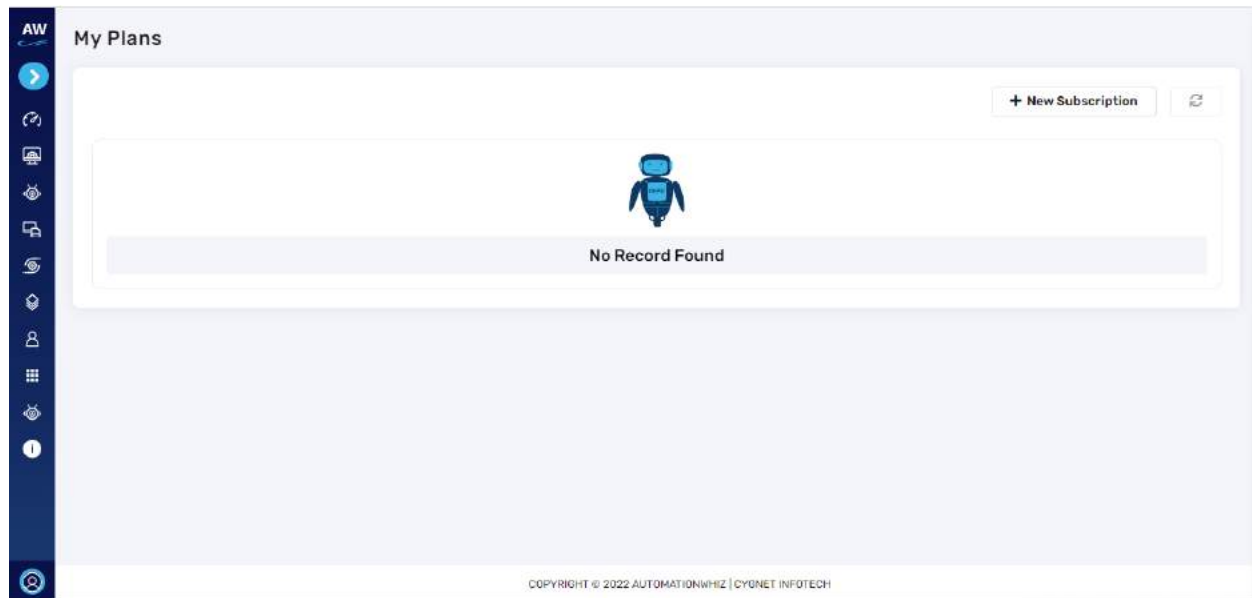 AW
My Plans
+ New Subscription
No Record Found
COPYRIGHT © 2022 AUTOMATIONWHIZ | CYGNET INFOTECH